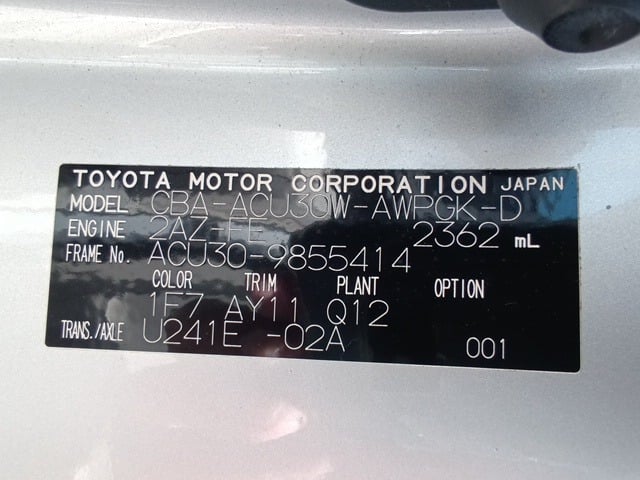 TOYOTA MOTOR CORPORATION JAPAN
MODEL CBA-ACU30W-AWPGK-D
ENGINE 2AZ-FE 2362 mL
FRAME No. ACU30-9855414
COLOR TRIM PLANT OPTION
1F7 AY11 Q12
TRANS./AXLE U241E -02A 001